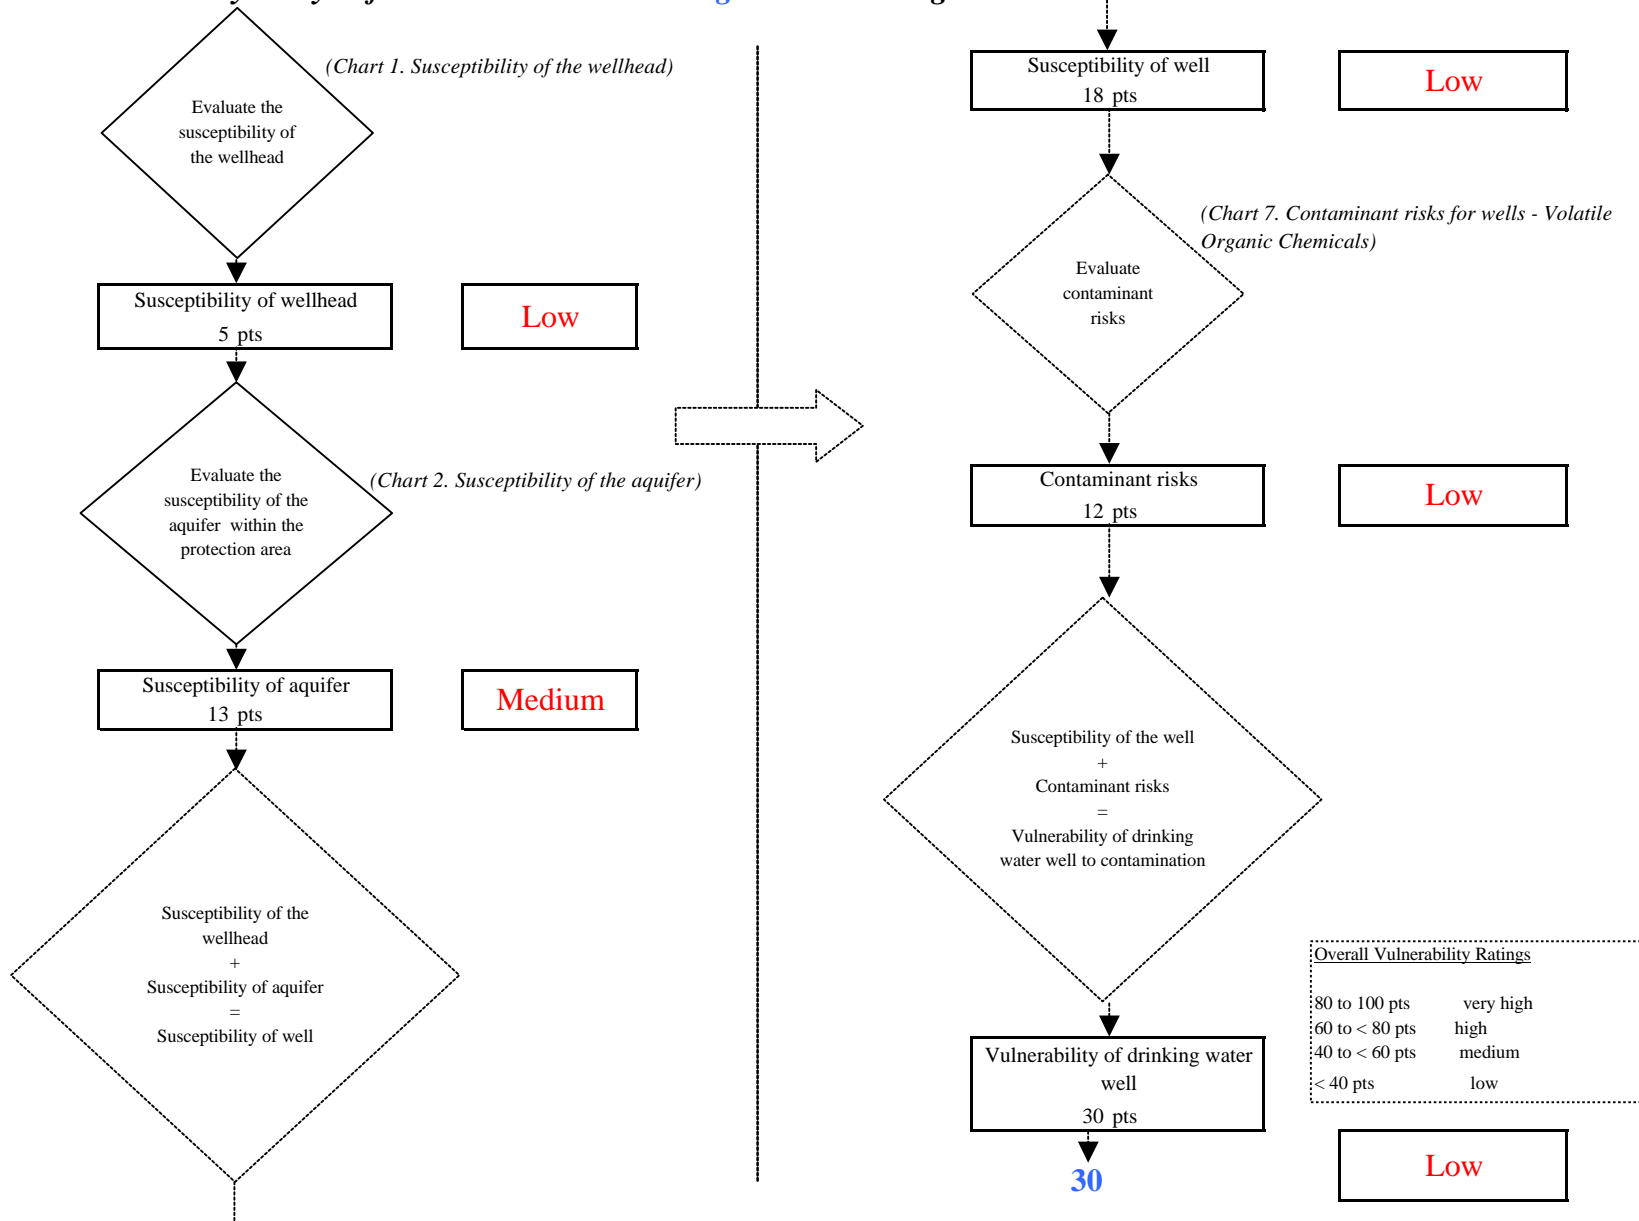 (Chart 1. Susceptibility of the wellhead)
Evaluate the
susceptibility of
the wellhead
Susceptibility of wellhead
5 pts
Low
Evaluate the
susceptibility of the
aquifer within the
protection area
(Chart 2. Susceptibility of the aquifer)
Susceptibility of aquifer
13 pts
Medium
Susceptibility of the
wellhead
+
Susceptibility of aquifer
=
Susceptibility of well
Susceptibility of well
18 pts
Low
(Chart 7. Contaminant risks for wells - Volatile
Organic Chemicals)
Evaluate
contaminant
risks
Contaminant risks
12 pts
Low
Susceptibility of the well
+
Contaminant risks
=
Vulnerability of drinking
water well to contamination
Overall Vulnerability Ratings
80 to 100 pts very high
60 to < 80 pts high
40 to < 60 pts medium
< 40 pts low
Vulnerability of drinking water
well
30 pts
30
Low